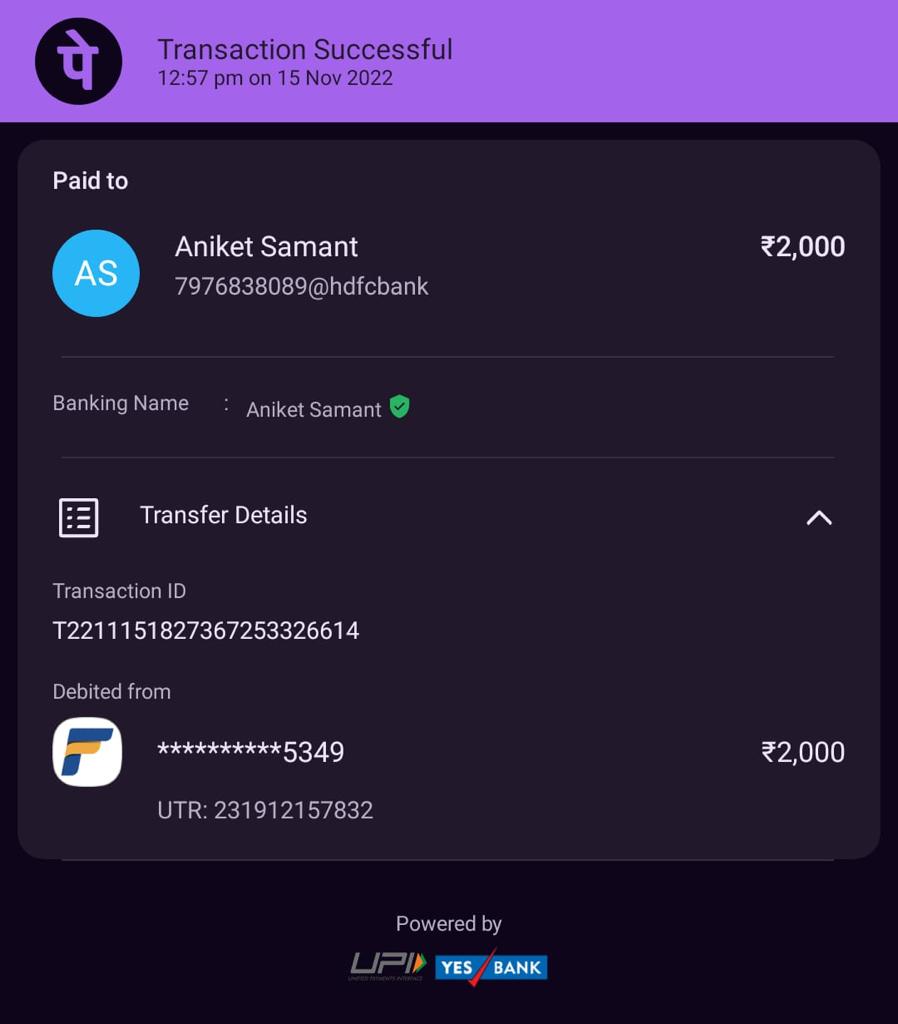 पे
Transaction Successful
12:57 pm on 15 Nov 2022
Paid to
AS
Aniket Samant
₹2,000
7976838089@hdfcbank
Banking Name : Aniket Samant
Transfer Details
Transaction ID
T2211151827367253326614
Debited from
**********5349
₹2,000
UTR: 231912157832
Powered by
UPI
UNIFIED PAYMENTS INTERFACE
YES BANK